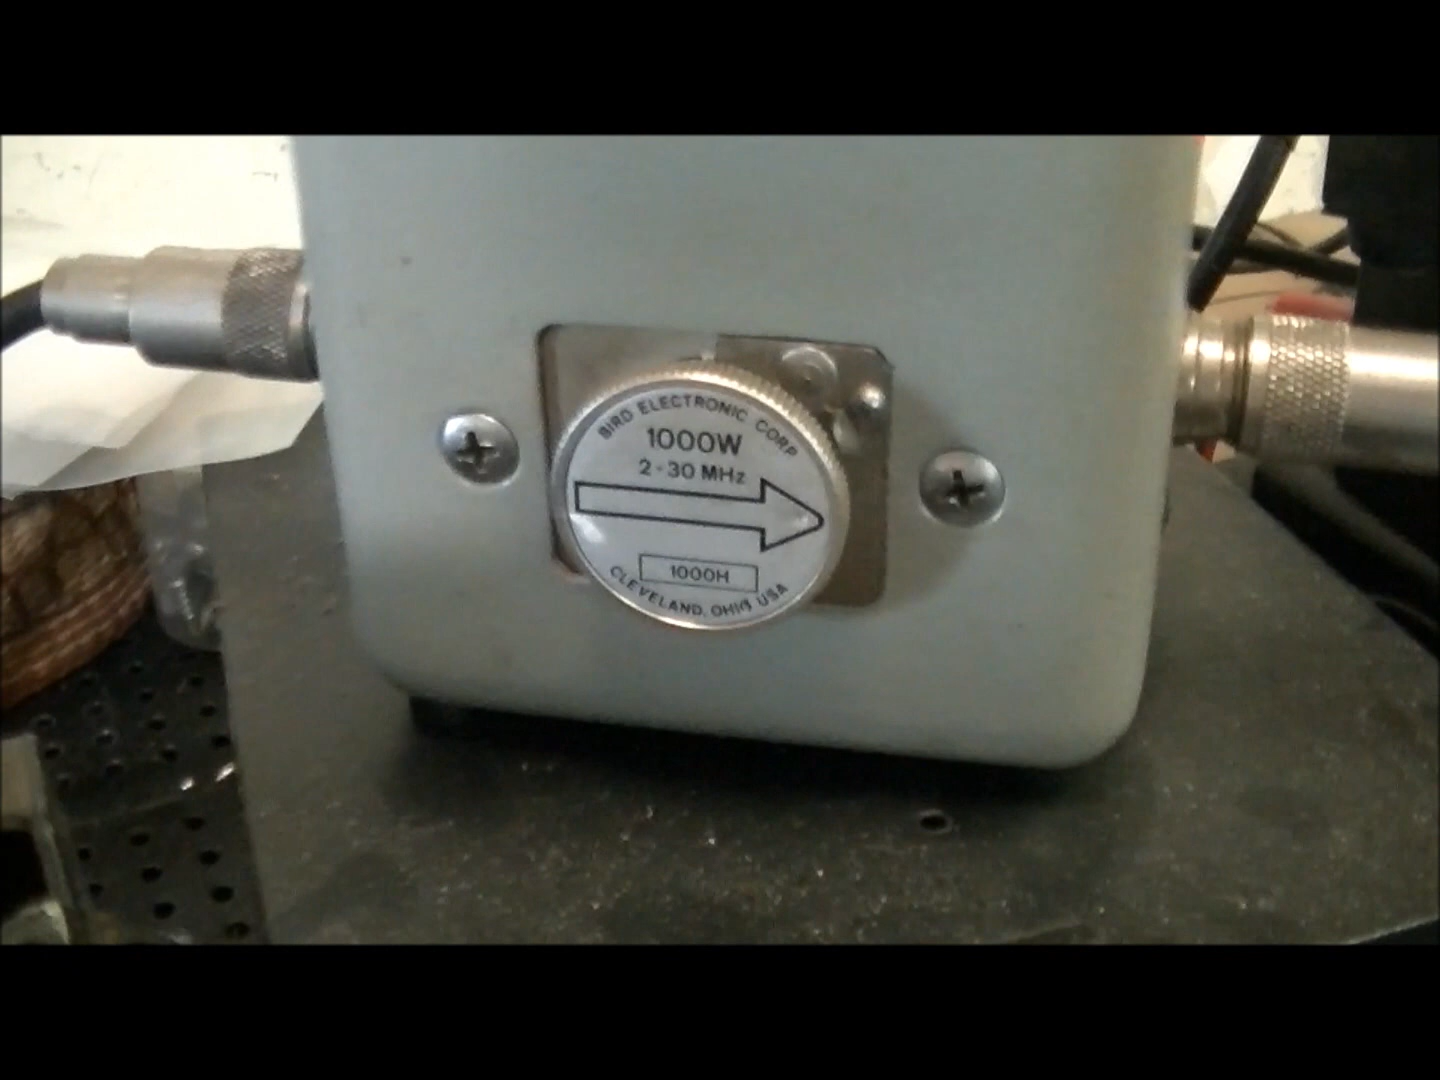 BIRD ELECTRONIC CORP
1000W
2-30 MHz
1000H
CLEVELAND, OHIO USA